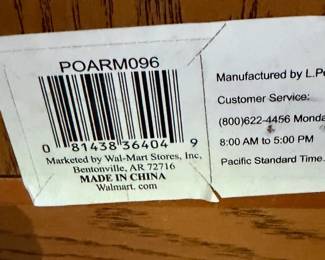 POARM096
0 81438 36404 9
Marketed by Wal-Mart Stores, Inc,
Bentonville, AR 72716
MADE IN CHINA
Walmart. com
Manufactured by L.
Customer Service:
(800)622-4456
8:00 AM to 5:00 PM
Pacific Standard Time.